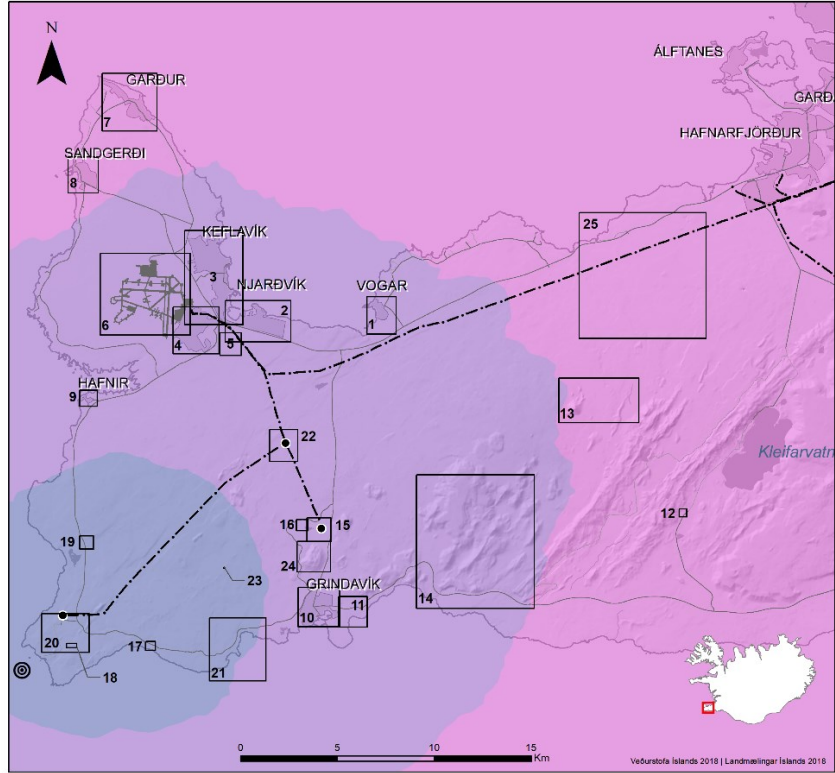 N
ÁLFTANES
GARÐUR
GARÐ
7
HAFNARFJÖRÐUR
SANDGERÐI
8
25
KEFLAVÍK
3
NJARÐVÍK
VOGAR
2
1
6
4
5
HAFNIR
9
13
22
Kleifarvatn
12
16
15
19
24
23
GRINDAVÍK
14
11
10
20
17
21
18
0
5
10
15
Km
Veðurstofa Íslands 2018 | Landmælingar Íslands 2018